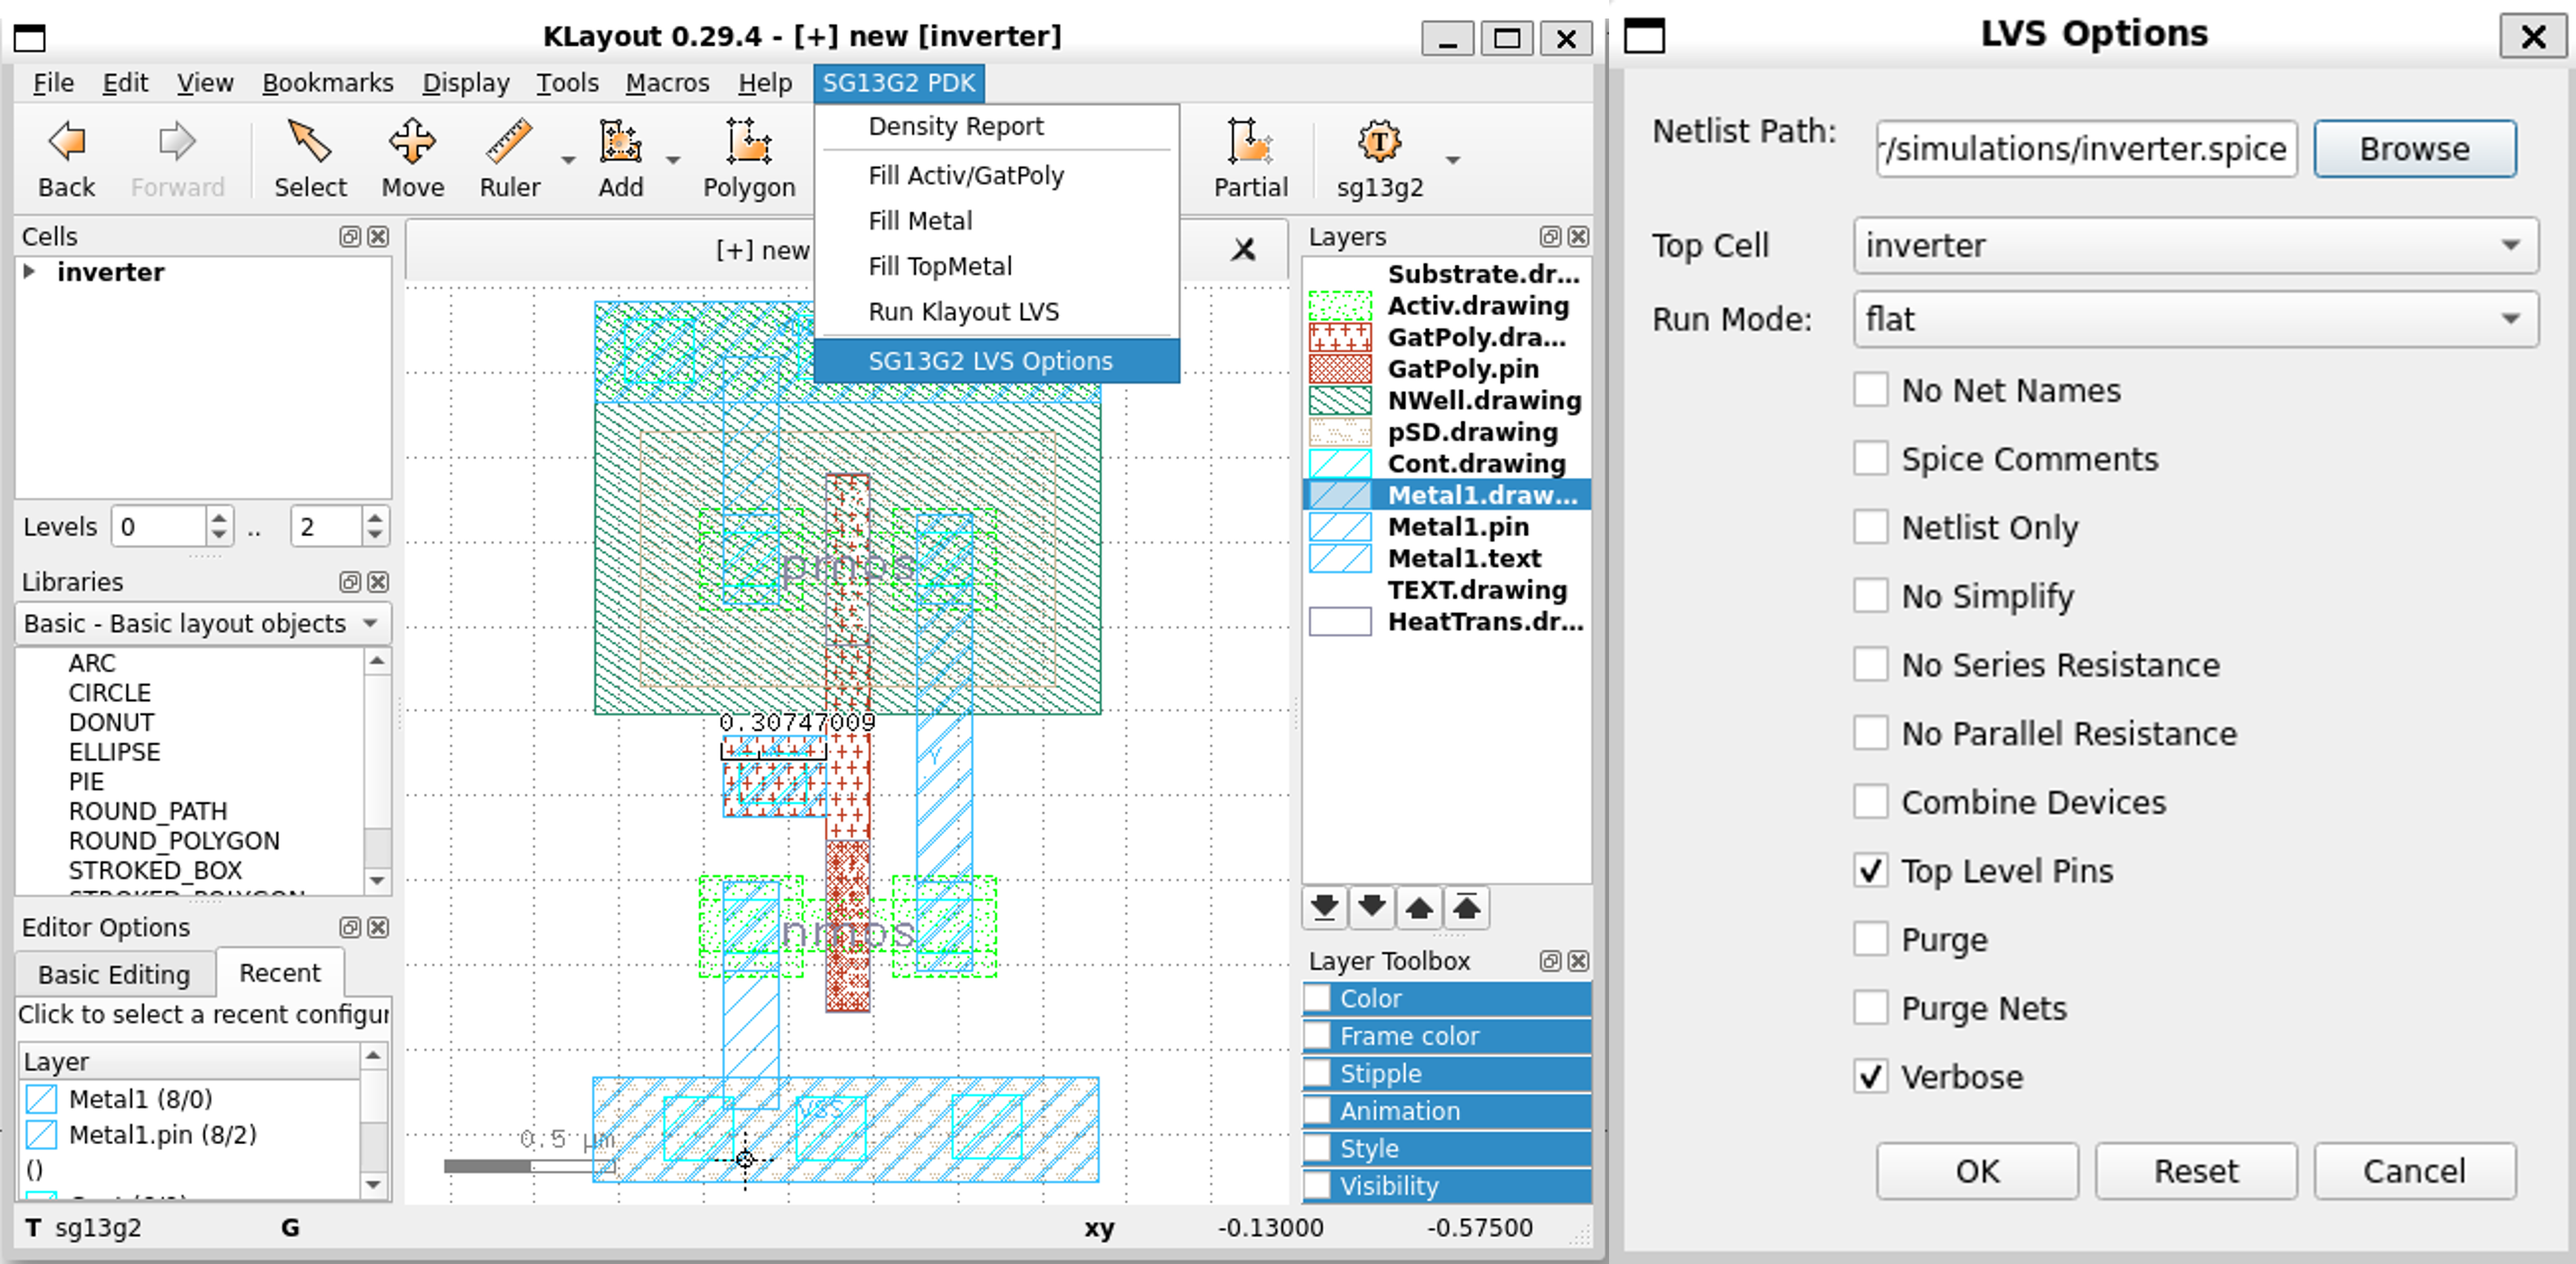 KLayout 0.29.4 - [+] new [inverter]
File Edit View Bookmarks Display Tools Macros Help SG13G2 PDK
Back Forward Select Move Ruler Add Polygon Partial sg13g2
Density Report
Fill Activ/GatPoly
Fill Metal
Fill TopMetal
Run Klayout LVS
SG13G2 LVS Options
Cells
inverter
Levels 0 .. 2
Libraries
Basic - Basic layout objects
ARC
CIRCLE
DONUT
ELLIPSE
PIE
ROUND_PATH
ROUND_POLYGON
STROKED_BOX
STROKED_POLYGON
Editor Options
Basic Editing Recent
Click to select a recent configur
Layer
Metal1 (8/0)
Metal1.pin (8/2)
()
[+] new
pmos
0.30747009
Y
nmos
VSS
0.5 µm
Layers
Substrate.dr...
Activ.drawing
GatPoly.dra...
GatPoly.pin
NWell.drawing
pSD.drawing
Cont.drawing
Metal1.draw...
Metal1.pin
Metal1.text
TEXT.drawing
HeatTrans.dr...
Layer Toolbox
Color
Frame color
Stipple
Animation
Style
Visibility
T sg13g2 G xy -0.13000 -0.57500
LVS Options
Netlist Path: r/simulations/inverter.spice Browse
Top Cell inverter
Run Mode: flat
No Net Names
Spice Comments
Netlist Only
No Simplify
No Series Resistance
No Parallel Resistance
Combine Devices
Top Level Pins
Purge
Purge Nets
Verbose
OK Reset Cancel